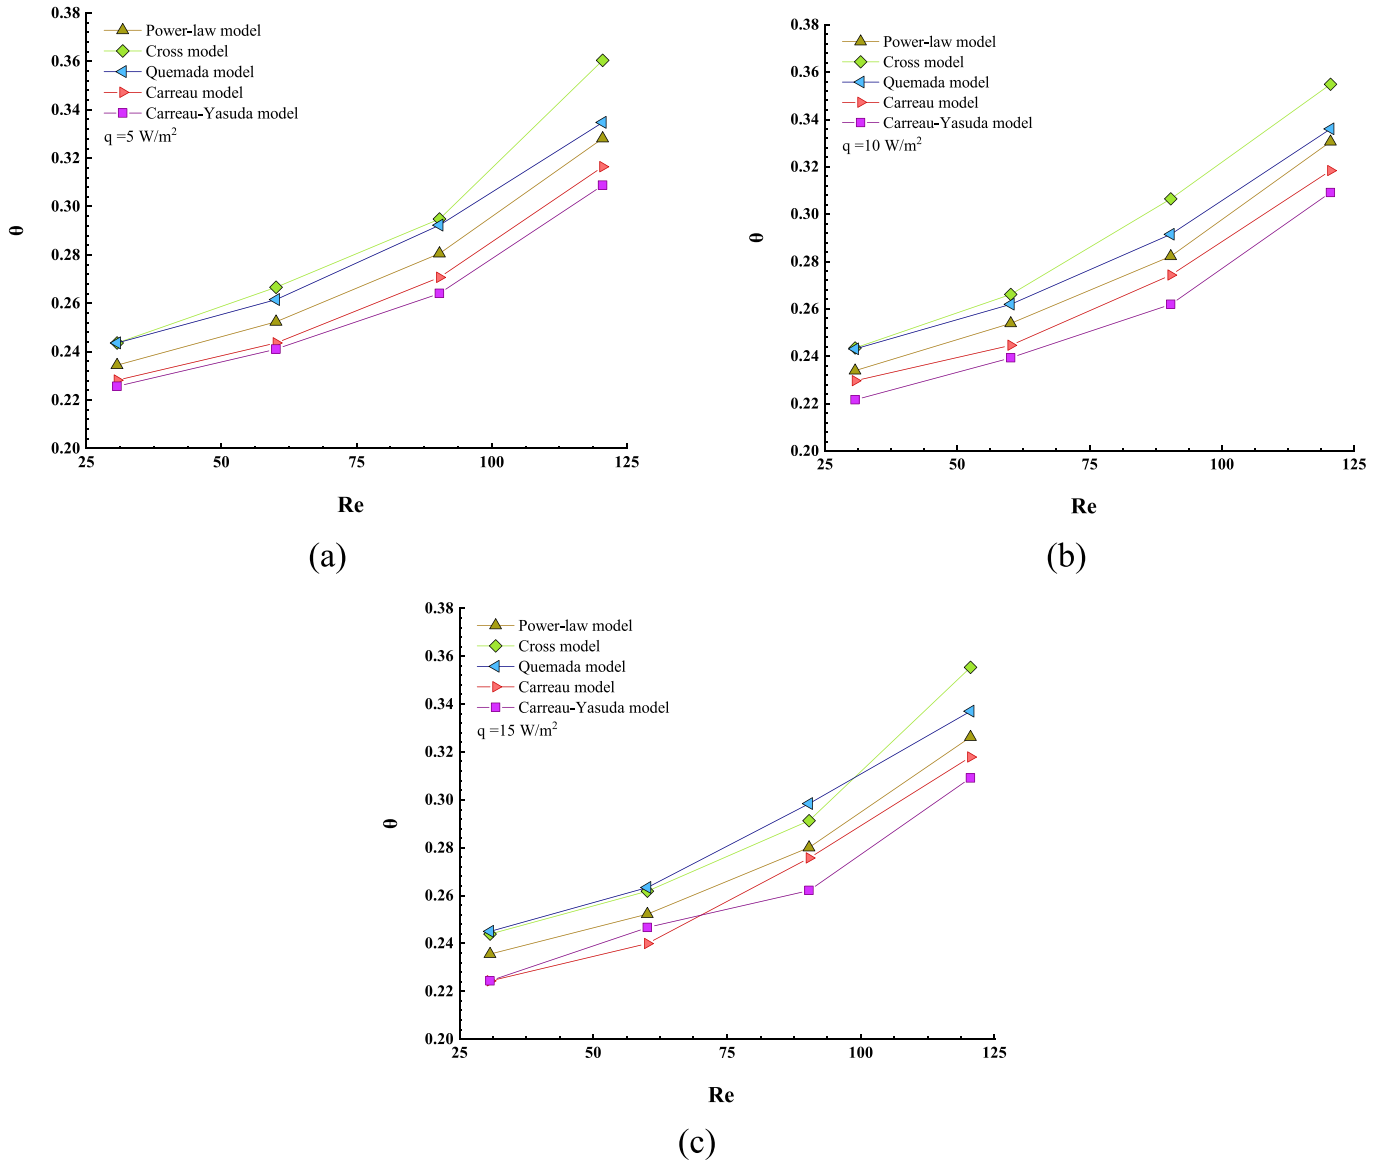 0.38
0.36
0.34
0.32
0.30
0.28
0.26
0.24
0.22
0.20
θ
Power-law model
Cross model
Quemada model
Carreau model
Carreau-Yasuda model
q =5 W/m²
25 50 75 100 125
Re
(a)
0.38
0.36
0.34
0.32
0.30
0.28
0.26
0.24
0.22
0.20
θ
Power-law model
Cross model
Quemada model
Carreau model
Carreau-Yasuda model
q =10 W/m²
25 50 75 100 125
Re
(b)
0.38
0.36
0.34
0.32
0.30
0.28
0.26
0.24
0.22
0.20
θ
Power-law model
Cross model
Quemada model
Carreau model
Carreau-Yasuda model
q =15 W/m²
25 50 75 100 125
Re
(c)